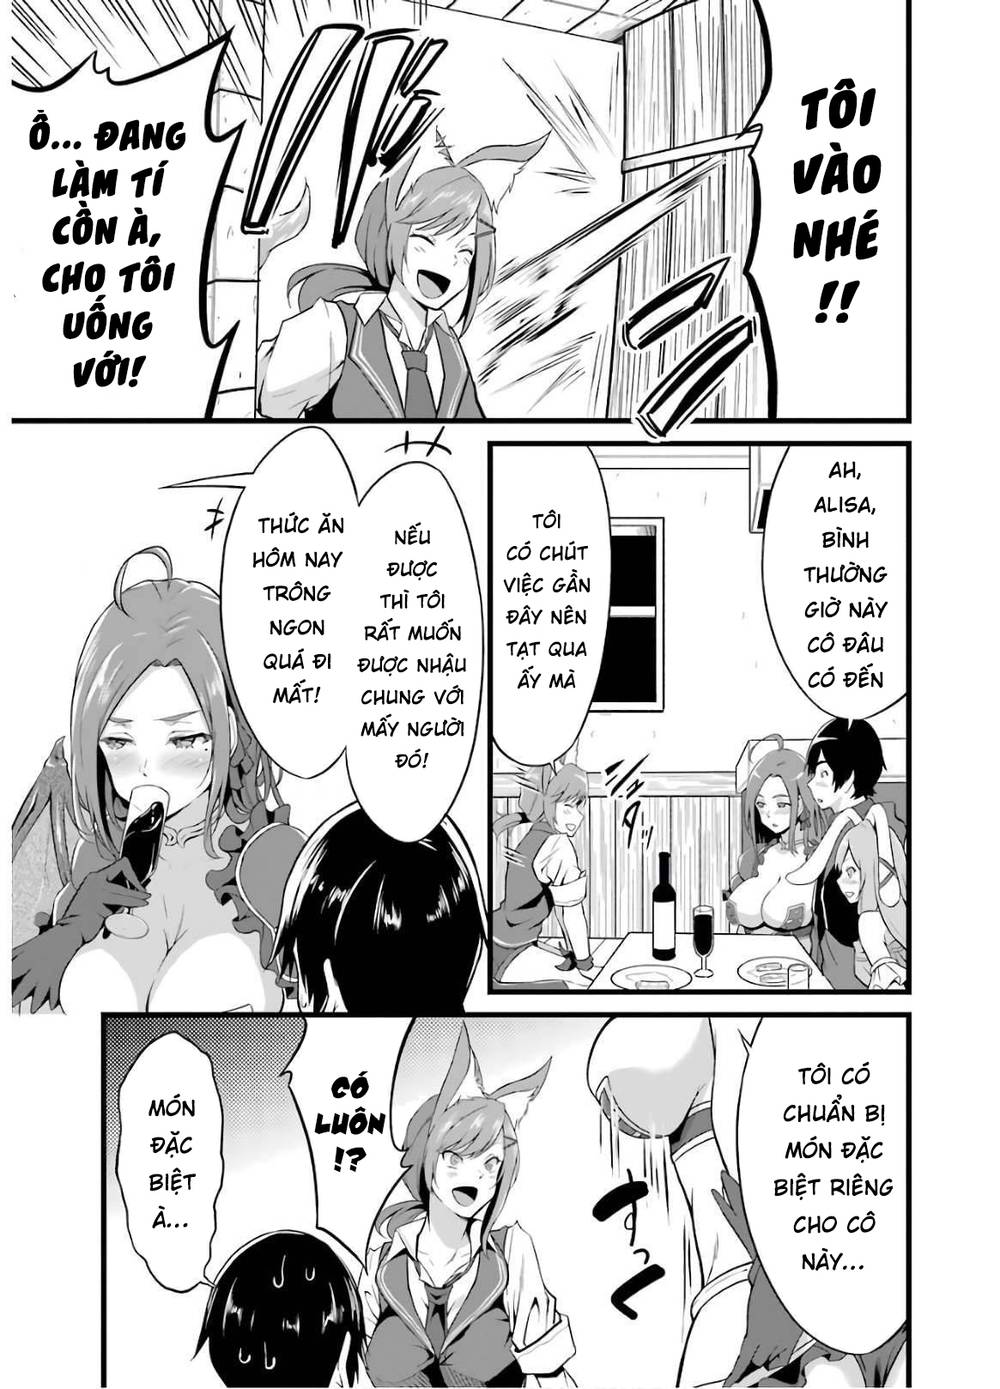 TÔI
VÀO
NHÉ
!!
Ồ... ĐANG
LÀM TÍ
CỒN À,
CHO TÔI
UỐNG
VỚI!
AH,
ALISA,
BÌNH
THƯỜNG
GIỜ NÀY
CÔ ĐÂU
CÓ ĐẾN
TÔI
CÓ CHÚT
VIỆC GẦN
ĐÂY NÊN
TẠT QUA
ẤY MÀ
NẾU
ĐƯỢC
THÌ TÔI
RẤT MUỐN
ĐƯỢC NHẬU
CHUNG VỚI
MẤY NGƯỜI
ĐÓ!
THỨC ĂN
HÔM NAY
TRÔNG
NGON
QUÁ ĐI
MẤT!
TÔI CÓ
CHUẨN BỊ
MÓN ĐẶC
BIỆT RIÊNG
CHO CÔ
NÀY...
CÓ
LUÔN
!?
MÓN
ĐẶC
BIỆT
À...